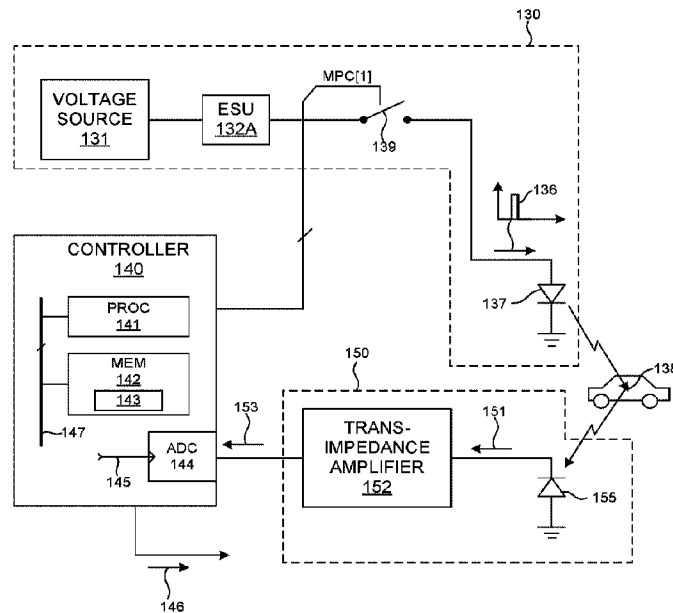 130
MPC[1]
VOLTAGE
SOURCE
131
ESU
132A
139
136
CONTROLLER
140
137
PROC
141
MEM
142
143
150
138
153
TRANS-
IMPEDANCE
AMPLIFIER
152
151
147
ADC
144
145
155
146